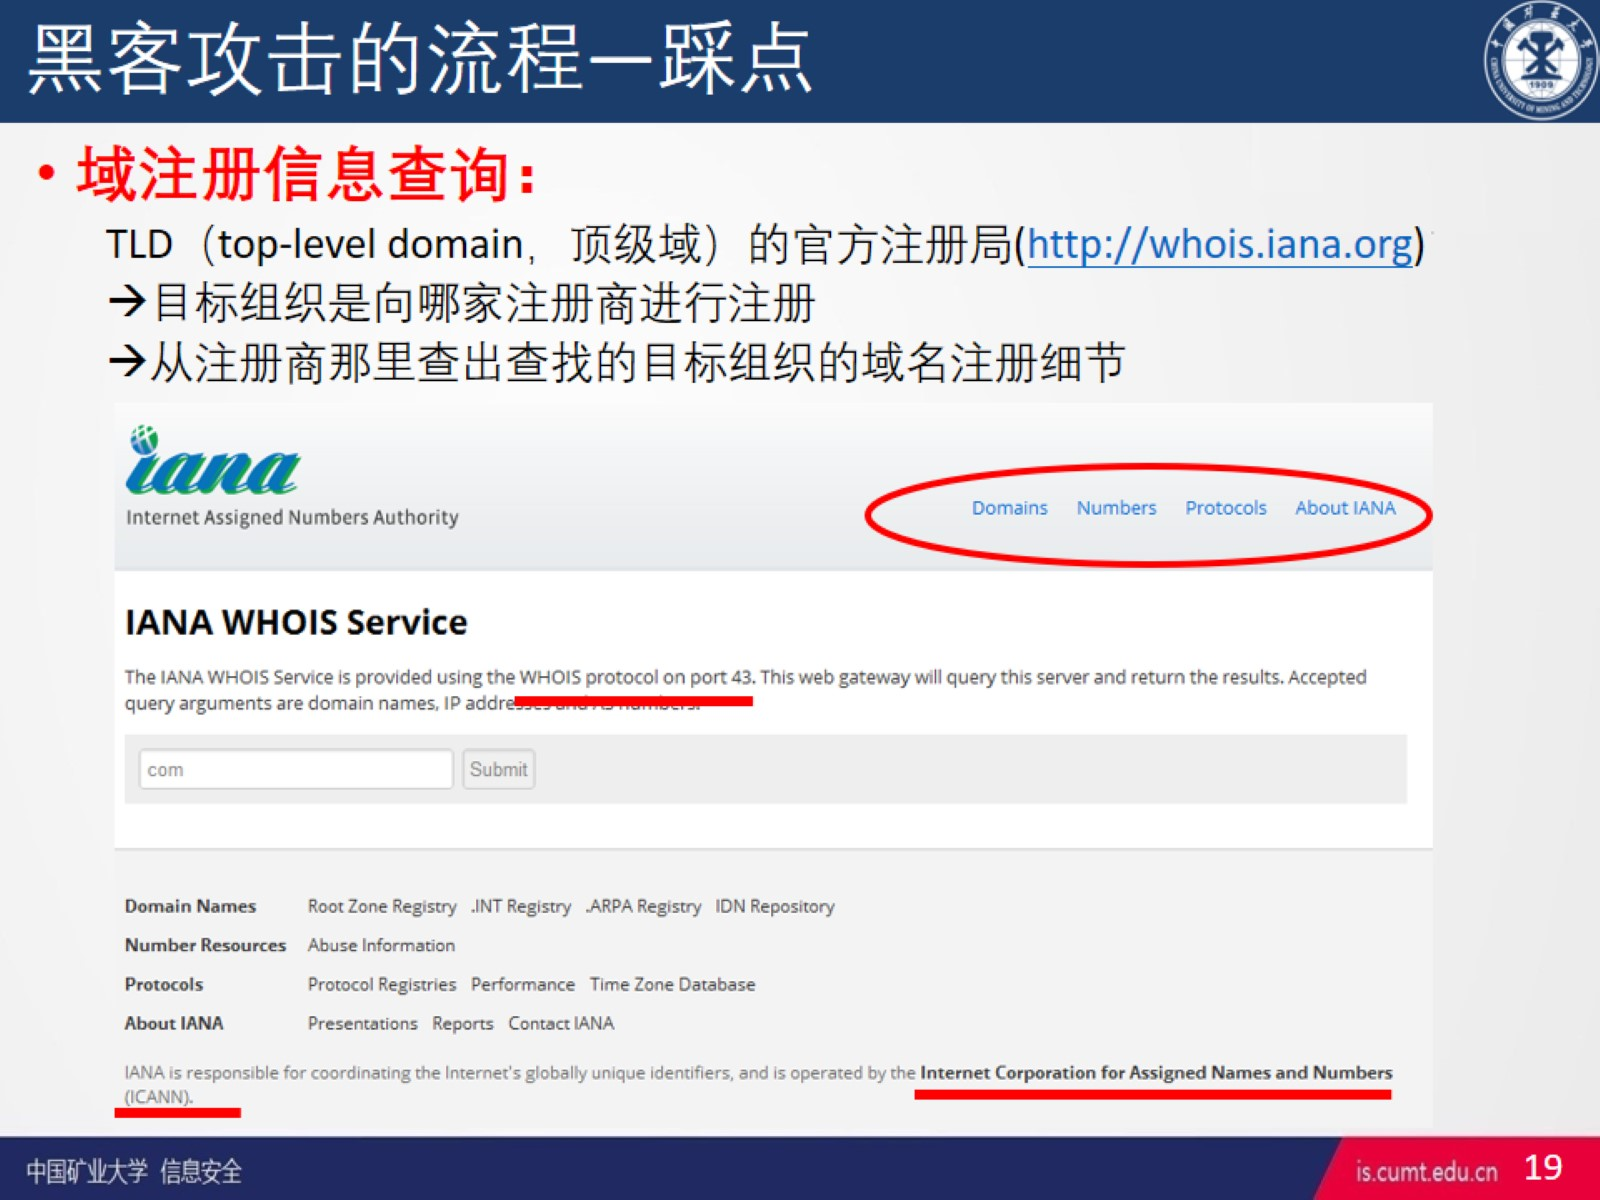 黑客攻击的流程—踩点
1909
• 域注册信息查询：
TLD（top-level domain，顶级域）的官方注册局(http://whois.iana.org)
→目标组织是向哪家注册商进行注册
→从注册商那里查出查找的目标组织的域名注册细节
iana
Internet Assigned Numbers Authority
Domains Numbers Protocols About IANA
IANA WHOIS Service
The IANA WHOIS Service is provided using the WHOIS protocol on port 43. This web gateway will query this server and return the results. Accepted
query arguments are domain names, IP addresses and AS numbers.
com Submit
Domain Names Root Zone Registry .INT Registry .ARPA Registry IDN Repository
Number Resources Abuse Information
Protocols Protocol Registries Performance Time Zone Database
About IANA Presentations Reports Contact IANA
IANA is responsible for coordinating the Internet's globally unique identifiers, and is operated by the Internet Corporation for Assigned Names and Numbers
(ICANN).
中国矿业大学 信息安全
is.cumt.edu.cn 19